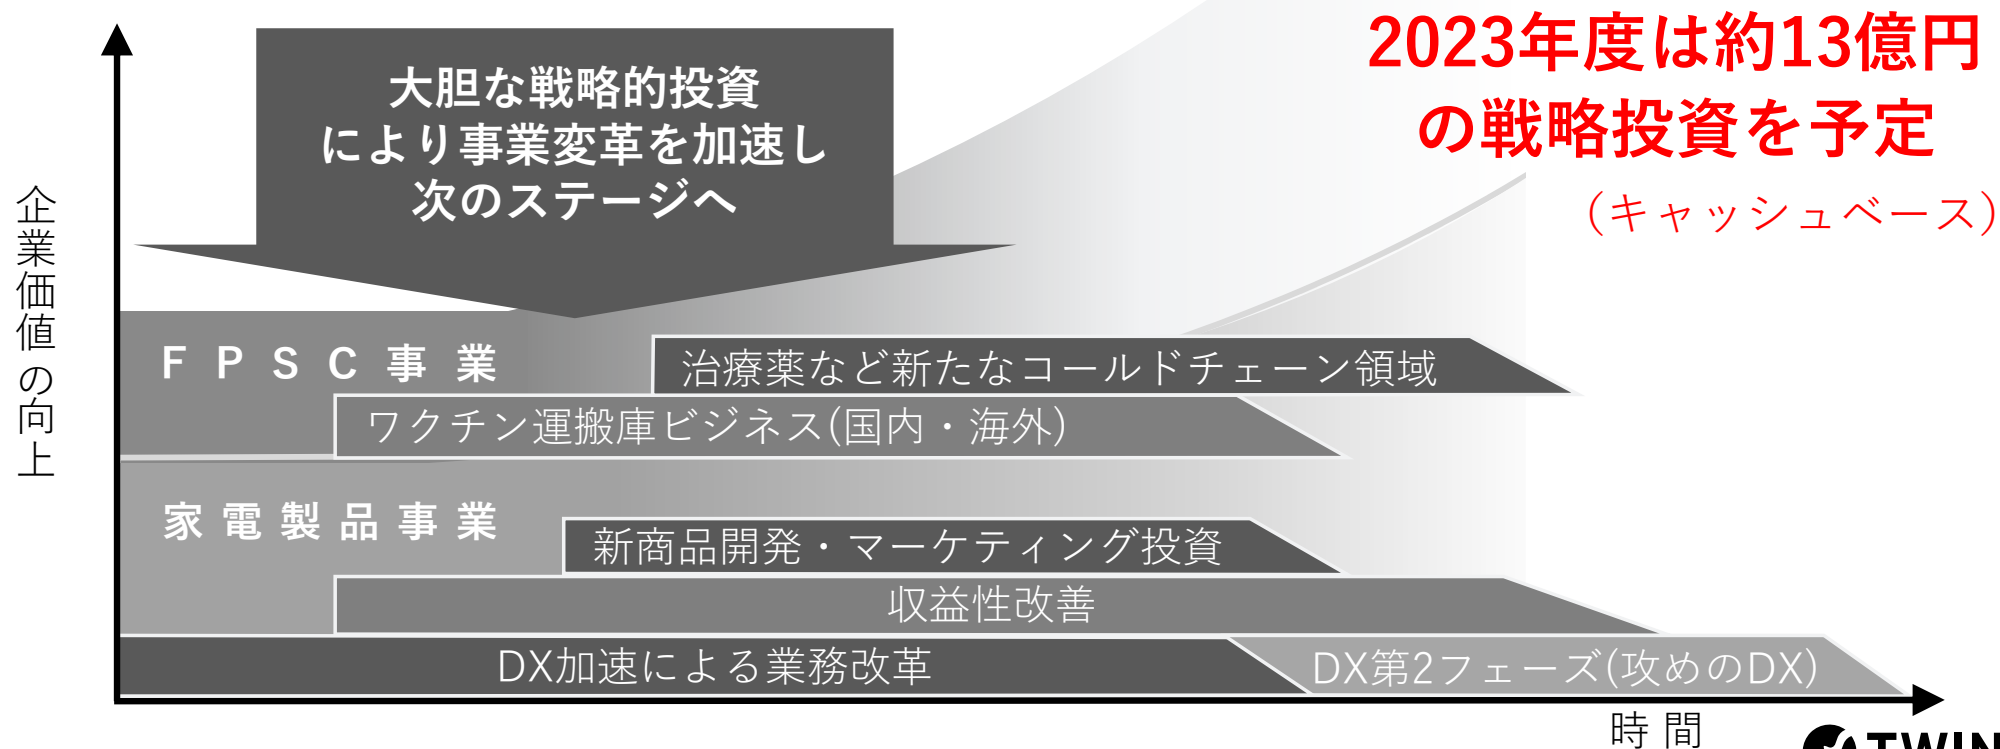 2023年度は約13億円
の戦略投資を予定
(キャッシュベース)
大胆な戦略的投資
により事業変革を加速し
次のステージへ
企業価値の向上
FPSC事業
治療薬など新たなコールドチェーン領域
ワクチン運搬庫ビジネス(国内・海外)
家電製品事業
新商品開発・マーケティング投資
収益性改善
DX加速による業務改革
DX第2フェーズ(攻めのDX)
時間
TWIN